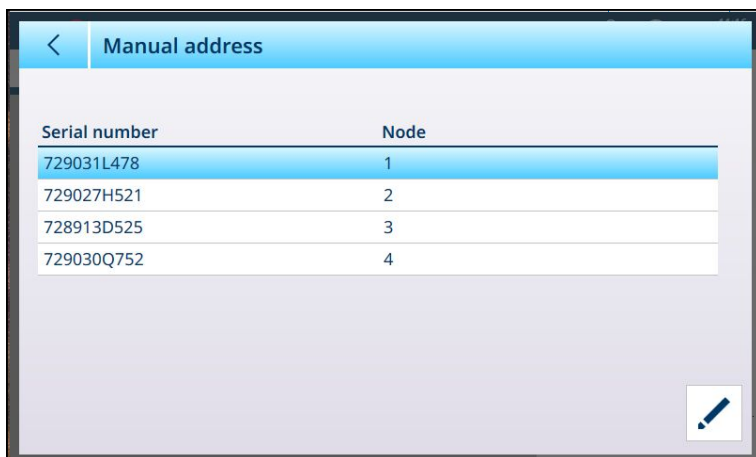 Manual address
Serial number Node
729031L478 1
729027H521 2
728913D525 3
729030Q752 4